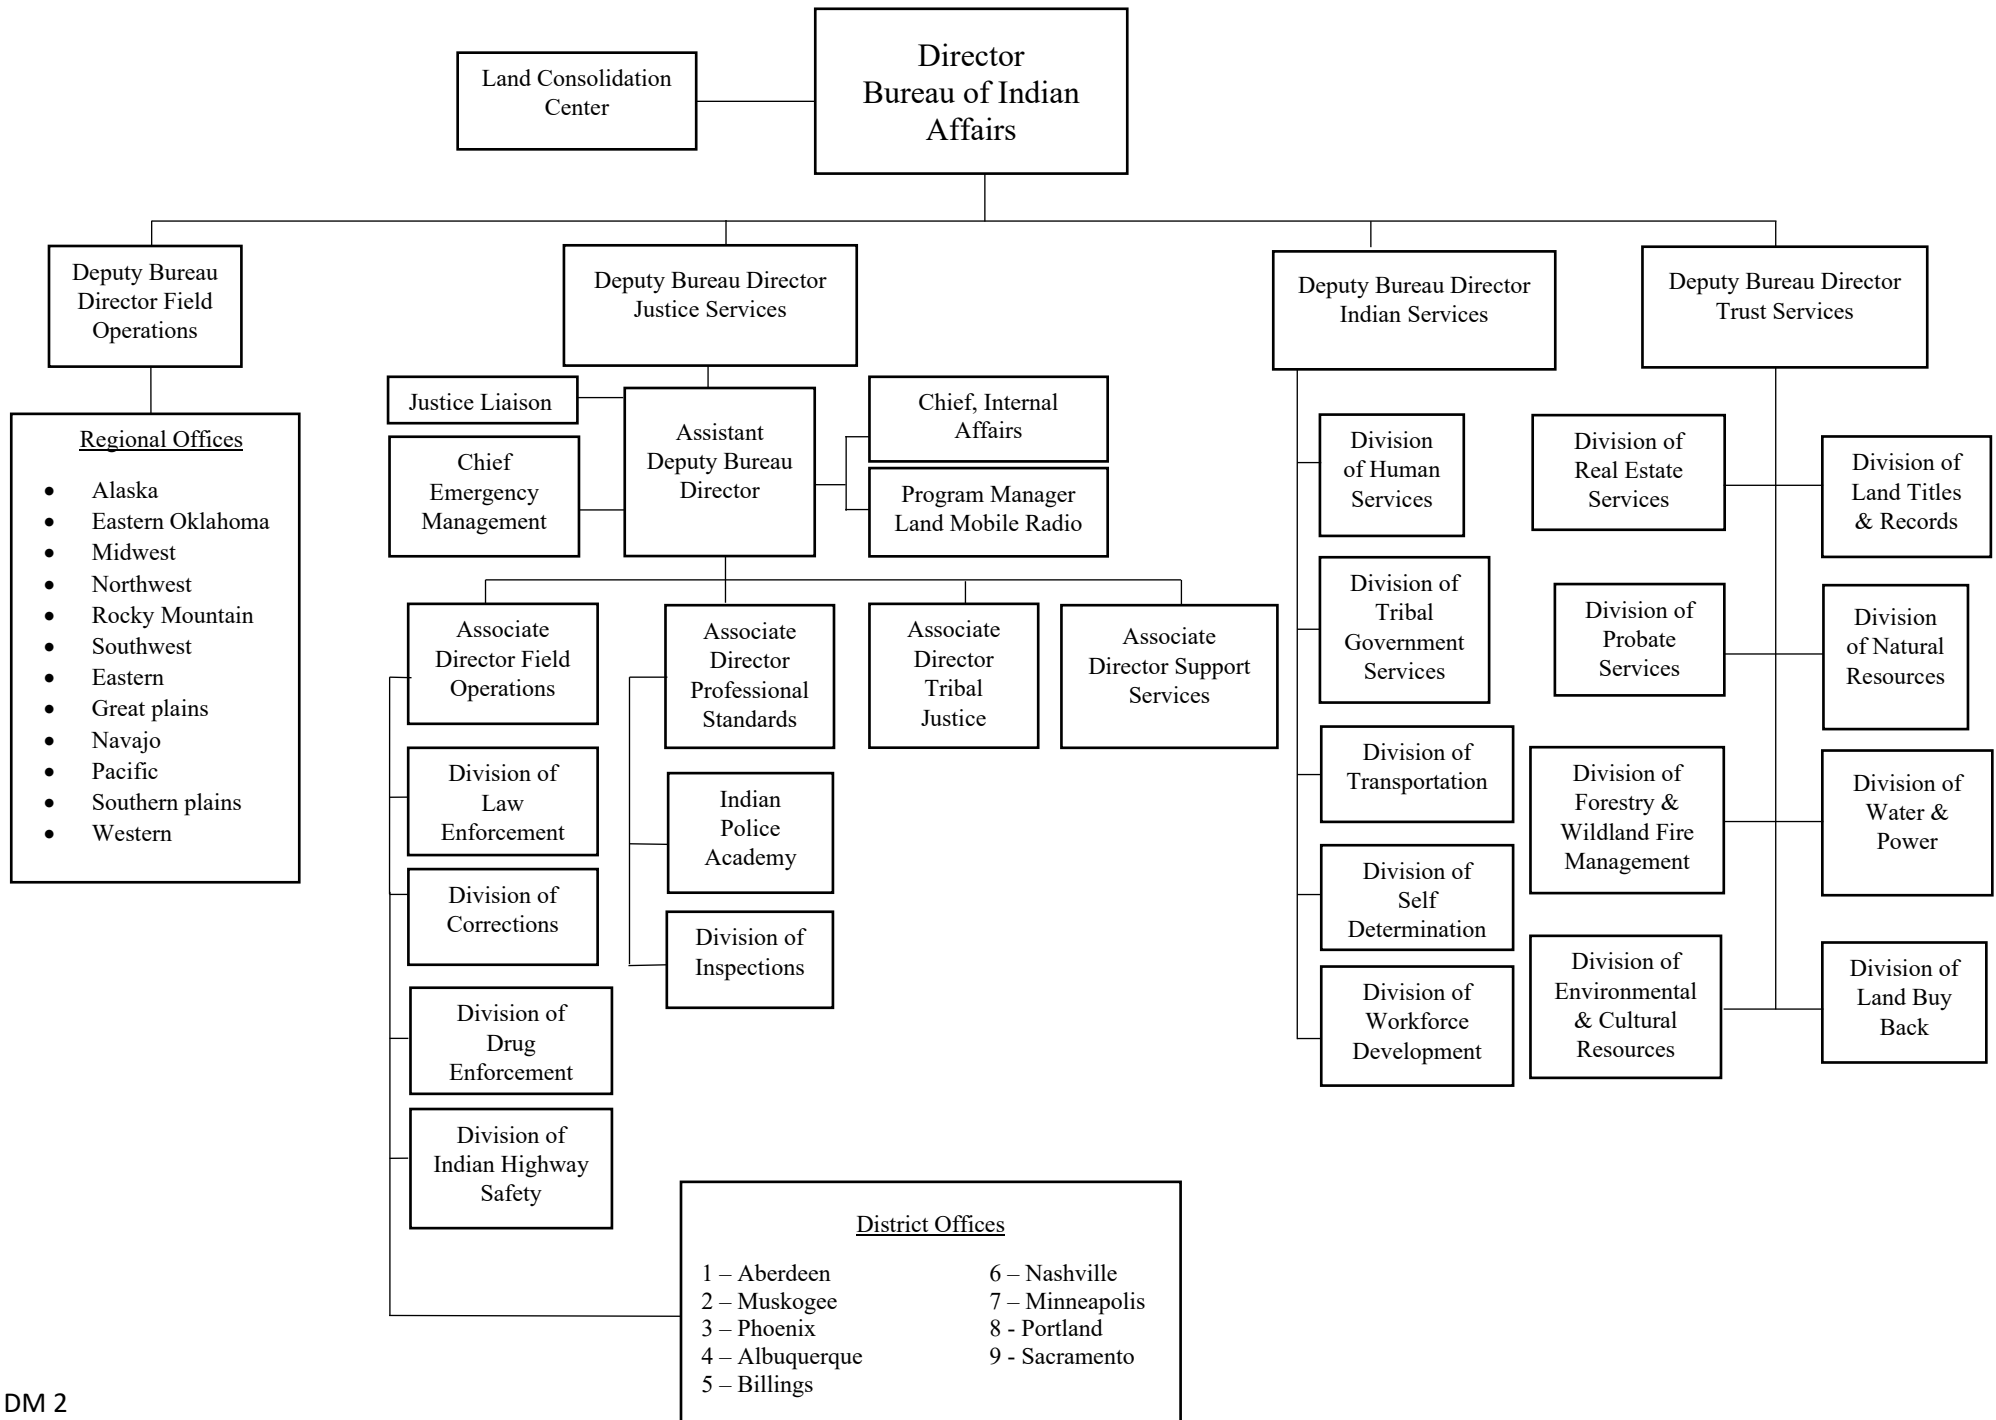 Director
Bureau of Indian
Affairs
Land Consolidation
Center
Deputy Bureau
Director Field
Operations
Deputy Bureau Director
Justice Services
Deputy Bureau Director
Indian Services
Deputy Bureau Director
Trust Services
Regional Offices
• Alaska
• Eastern Oklahoma
• Midwest
• Northwest
• Rocky Mountain
• Southwest
• Eastern
• Great plains
• Navajo
• Pacific
• Southern plains
• Western
Justice Liaison
Chief
Emergency
Management
Assistant
Deputy Bureau
Director
Chief, Internal
Affairs
Program Manager
Land Mobile Radio
Associate
Director Field
Operations
Associate
Director
Professional
Standards
Associate
Director
Tribal
Justice
Associate
Director Support
Services
Division of
Law
Enforcement
Division of
Corrections
Division of
Drug
Enforcement
Division of
Indian Highway
Safety
Indian
Police
Academy
Division of
Inspections
District Offices
1 – Aberdeen
2 – Muskogee
3 – Phoenix
4 – Albuquerque
5 – Billings
6 – Nashville
7 – Minneapolis
8 - Portland
9 - Sacramento
Division
of Human
Services
Division of
Tribal
Government
Services
Division of
Transportation
Division of
Self
Determination
Division of
Workforce
Development
Division of
Real Estate
Services
Division of
Land Titles
& Records
Division of
Probate
Services
Division
of Natural
Resources
Division of
Forestry &
Wildland Fire
Management
Division of
Water &
Power
Division of
Environmental
& Cultural
Resources
Division of
Land Buy
Back
DM 2